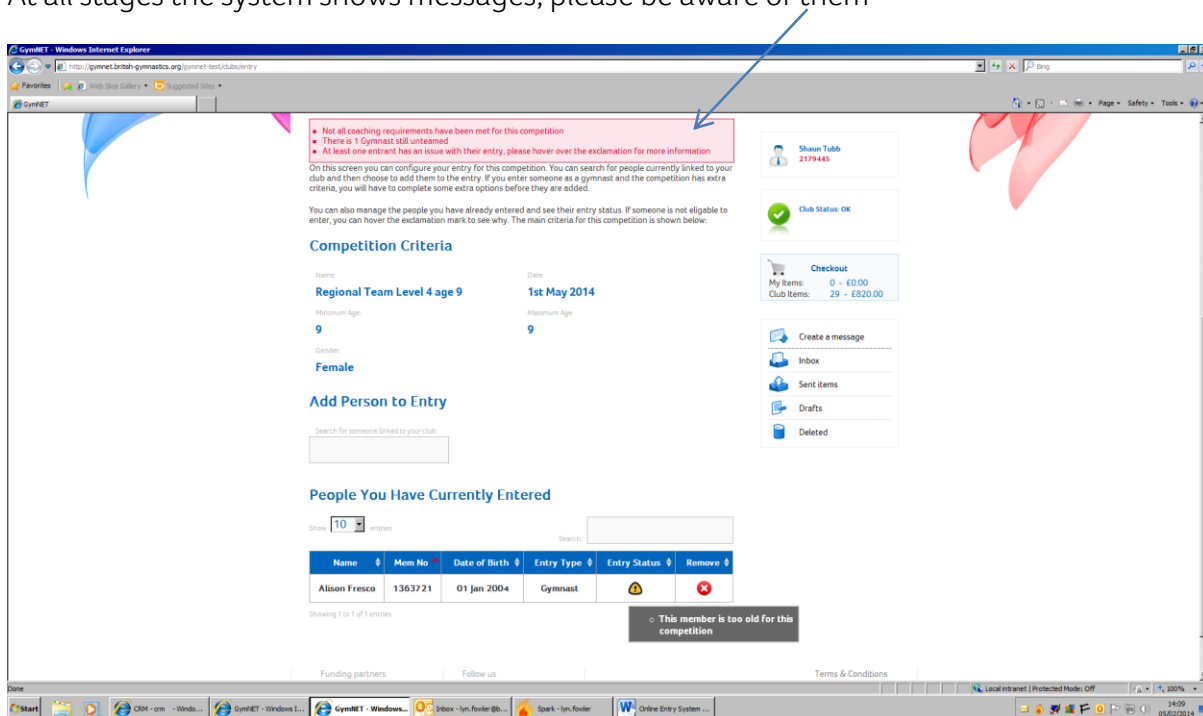 At all stages the system shows messages, please be aware of them
GymNET - Windows Internet Explorer
http://gymnet.british-gymnastics.org/gymnet-test/clubs/entry
Bing
Favorites Web Slice Gallery Suggested Sites
GymNET
Page Safety Tools
Not all coaching requirements have been met for this competition
There is 1 Gymnast still unteamed
At least one entrant has an issue with their entry, please hover over the exclamation for more information
On this screen you can configure your entry for this competition. You can search for people currently linked to your
club and then choose to add them to the entry. If you enter someone as a gymnast and the competition has extra
criteria, you will have to complete some extra options before they are added.
You can also manage the people you have already entered and see their entry status. If someone is not eligable to
enter, you can hover the exclamation mark to see why. The main criteria for this competition is shown below:
Competition Criteria
Name: Date:
Regional Team Level 4 age 9 1st May 2014
Minimum Age: Maximum Age:
9 9
Gender:
Female
Add Person to Entry
Search for someone linked to your club:
People You Have Currently Entered
Show 10 entries
Search:
Name Mem No Date of Birth Entry Type Entry Status Remove
Alison Fresco 1363721 01 Jan 2004 Gymnast
Showing 1 to 1 of 1 entries
This member is too old for this
competition
Shaun Tubb
2179445
Club Status: OK
Checkout
My Items: 0 - £0.00
Club Items: 29 - £820.00
Create a message
Inbox
Sent items
Drafts
Deleted
Funding partners Follow us Terms & Conditions
Done Local intranet | Protected Mode: Off 100%
Start CRM - crm - Windo... GymNET - Windows I... GymNET - Windows... Inbox - lyn.fowler@b... Spark - lyn.fowler Online Entry System ... 14:09
05/02/2014